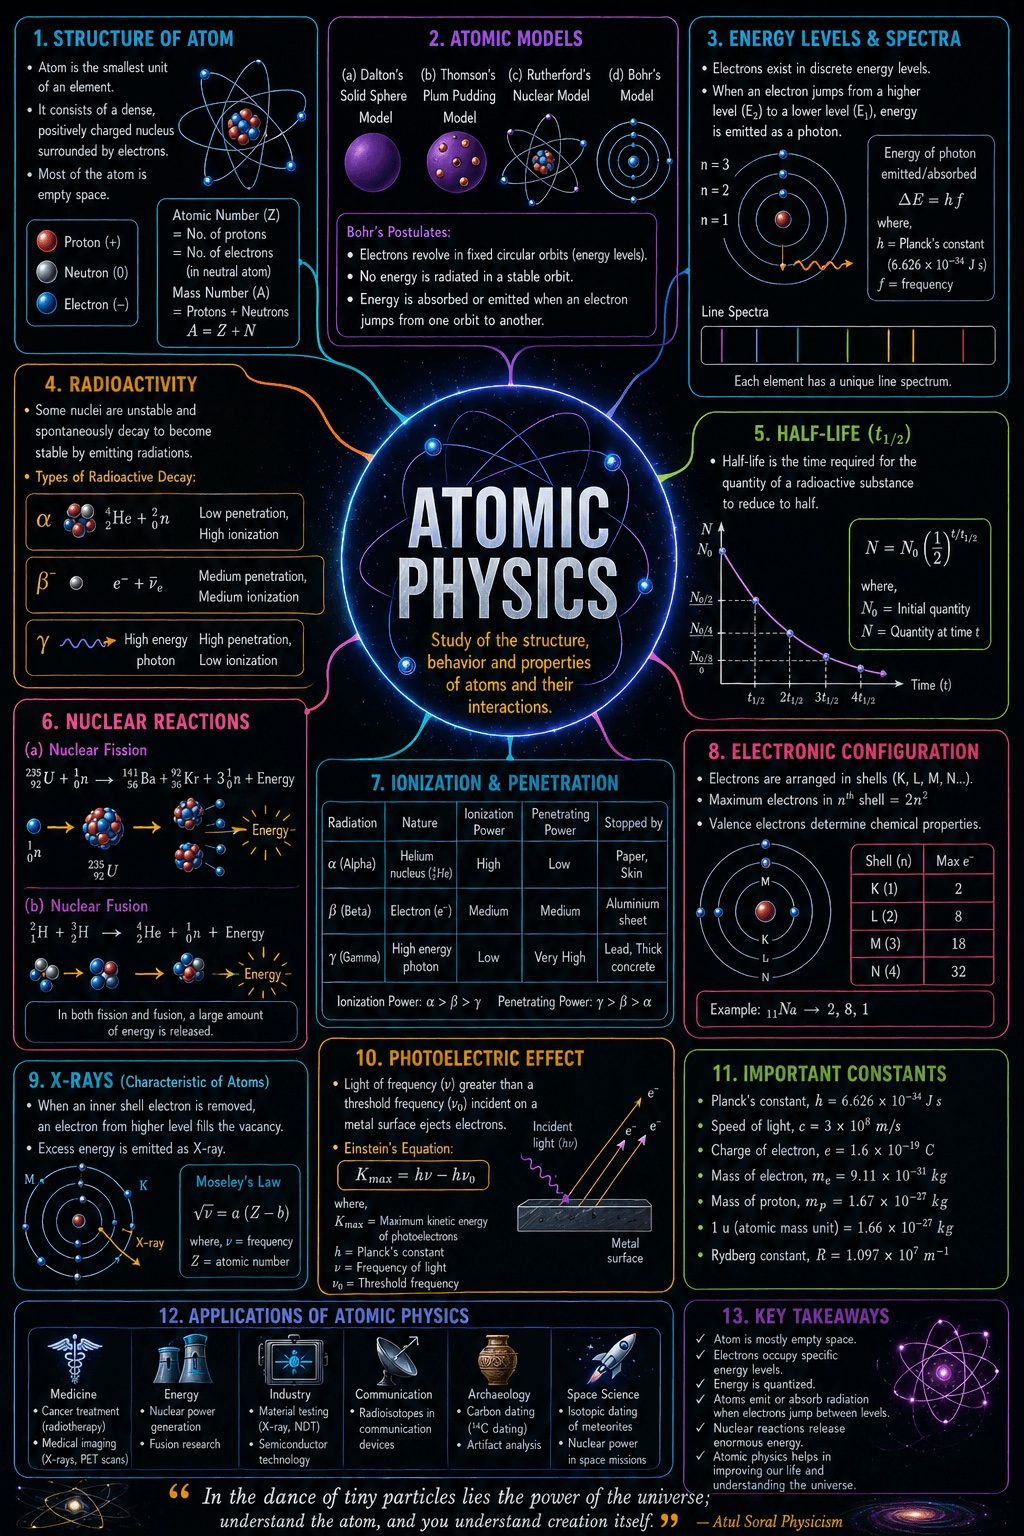 1. STRUCTURE OF ATOM
• Atom is the smallest unit
of an element.
• It consists of a dense,
positively charged nucleus
surrounded by electrons.
• Most of the atom is
empty space.
Proton (+)
Neutron (0)
Electron (−)
Atomic Number (Z)
= No. of protons
= No. of electrons
(in neutral atom)
Mass Number (A)
= Protons + Neutrons
A = Z + N
2. ATOMIC MODELS
(a) Dalton's
Solid Sphere
Model
(b) Thomson's
Plum Pudding
Model
(c) Rutherford's
Nuclear Model
(d) Bohr's
Model
Bohr's Postulates:
• Electrons revolve in fixed circular orbits (energy levels).
• No energy is radiated in a stable orbit.
• Energy is absorbed or emitted when an electron
jumps from one orbit to another.
3. ENERGY LEVELS & SPECTRA
• Electrons exist in discrete energy levels.
• When an electron jumps from a higher
level (E₂) to a lower level (E₁), energy
is emitted as a photon.
n = 3
n = 2
n = 1
Energy of photon
emitted/absorbed
ΔE = hf
where,
h = Planck's constant
(6.626 × 10⁻³⁴ J s)
f = frequency
Line Spectra
Each element has a unique line spectrum.
4. RADIOACTIVITY
• Some nuclei are unstable and
spontaneously decay to become
stable by emitting radiations.
• Types of Radioactive Decay:
α ⁴₂He + ²₀n Low penetration,
High ionization
β⁻ e⁻ + ν̅ₑ Medium penetration,
Medium ionization
γ High energy
photon
High penetration,
Low ionization
ATOMIC
PHYSICS
Study of the structure,
behavior and properties
of atoms and their
interactions.
5. HALF-LIFE (t₁/₂)
• Half-life is the time required for the
quantity of a radioactive substance
to reduce to half.
N
N₀
N₀/2
N₀/4
N₀/8
0
t₁/₂ 2t₁/₂ 3t₁/₂ 4t₁/₂
Time (t)
N = N₀ (1/2)^(t/t₁/₂)
where,
N₀ = Initial quantity
N = Quantity at time t
6. NUCLEAR REACTIONS
(a) Nuclear Fission
²³⁵₉₂U + ¹₀n → ¹⁴¹₅₆Ba + ⁹²₃₆Kr + 3¹₀n + Energy
¹₀n
²³⁵₉₂U
Energy
(b) Nuclear Fusion
²₁H + ³₂H → ⁴₂He + ¹₀n + Energy
Energy
In both fission and fusion, a large amount
of energy is released.
7. IONIZATION & PENETRATION
Radiation Nature Ionization Power Penetrating Power Stopped by
α (Alpha) Helium nucleus (⁴₂He) High Low Paper, Skin
β (Beta) Electron (e⁻) Medium Medium Aluminium sheet
γ (Gamma) High energy photon Low Very High Lead, Thick concrete
Ionization Power: α > β > γ Penetrating Power: γ > β > α
8. ELECTRONIC CONFIGURATION
• Electrons are arranged in shells (K, L, M, N...).
• Maximum electrons in nᵗʰ shell = 2n²
• Valence electrons determine chemical properties.
M
K
L
N
Shell (n) Max e⁻
K (1) 2
L (2) 8
M (3) 18
N (4) 32
Example: ₁₁Na → 2, 8, 1
9. X-RAYS (Characteristic of Atoms)
• When an inner shell electron is removed,
an electron from higher level fills the vacancy.
• Excess energy is emitted as X-ray.
M
K
X-ray
Moseley's Law
√ν = a (Z − b)
where, ν = frequency
Z = atomic number
10. PHOTOELECTRIC EFFECT
• Light of frequency (ν) greater than a
threshold frequency (ν₀) incident on a
metal surface ejects electrons.
• Einstein's Equation:
Kₘₐₓ = hν − hν₀
where,
Kₘₐₓ = Maximum kinetic energy
of photoelectrons
h = Planck's constant
ν = Frequency of light
ν₀ = Threshold frequency
Incident
light (hν)
e⁻
e⁻
e⁻
Metal
surface
11. IMPORTANT CONSTANTS
• Planck's constant, h = 6.626 × 10⁻³⁴ J s
• Speed of light, c = 3 × 10⁸ m/s
• Charge of electron, e = 1.6 × 10⁻¹⁹ C
• Mass of electron, mₑ = 9.11 × 10⁻³¹ kg
• Mass of proton, mₚ = 1.67 × 10⁻²⁷ kg
• 1 u (atomic mass unit) = 1.66 × 10⁻²⁷ kg
• Rydberg constant, R = 1.097 × 10⁷ m⁻¹
12. APPLICATIONS OF ATOMIC PHYSICS
Medicine
• Cancer treatment
(radiotherapy)
• Medical imaging
(X-rays, PET scans)
Energy
• Nuclear power
generation
• Fusion research
Industry
• Material testing
(X-ray, NDT)
• Semiconductor
technology
Communication
• Radioisotopes in
communication
devices
Archaeology
• Carbon dating
(¹⁴C dating)
• Artifact analysis
Space Science
• Isotopic dating
of meteorites
• Nuclear power
in space missions
13. KEY TAKEAWAYS
✓ Atom is mostly empty space.
✓ Electrons occupy specific
energy levels.
✓ Energy is quantized.
✓ Atoms emit or absorb radiation
when electrons jump between levels.
✓ Nuclear reactions release
enormous energy.
✓ Atomic physics helps in
improving our life and
understanding the universe.
“ In the dance of tiny particles lies the power of the universe;
understand the atom, and you understand creation itself. ” — Atul Soral Physicism